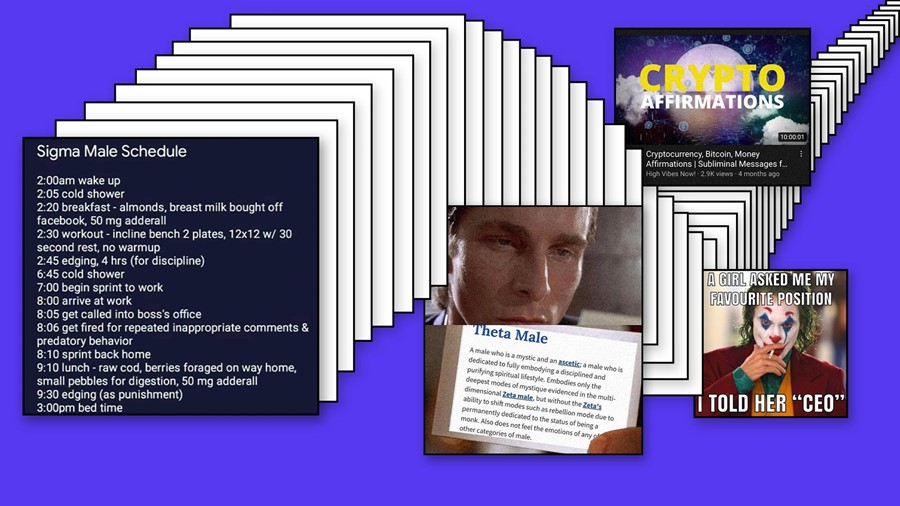 Sigma Male Schedule
2:00am wake up
2:05 cold shower
2:20 breakfast - almonds, breast milk bought off
facebook, 50 mg adderall
2:30 workout - incline bench 2 plates, 12x12 w/ 30
second rest, no warmup
2:45 edging, 4 hrs (for discipline)
6:45 cold shower
7:00 begin sprint to work
8:00 arrive at work
8:05 get called into boss's office
8:06 get fired for repeated inappropriate comments &
predatory behavior
8:10 sprint back home
9:10 lunch - raw cod, berries foraged on way home,
small pebbles for digestion, 50 mg adderall
9:30 edging (as punishment)
3:00pm bed time
Theta Male
A male who is a mystic and an ascetic; a male who is
dedicated to fully embodying a disciplined and
purifying spiritual lifestyle. Embodies only the
deepest modes of mystique evidenced in the multi-
dimensional Zeta male, but without the Zeta's
ability to shift modes such as rebellion mode due to
permanently dedicated to the status of being a
monk. Also does not feel the emotions of any of
other categories of male.
CRYPTO
AFFIRMATIONS
10:00:01
Cryptocurrency, Bitcoin, Money
Affirmations | Subliminal Messages f...
High Vibes Now! · 2.9K views · 4 months ago
A GIRL ASKED ME MY
FAVOURITE POSITION
I TOLD HER “CEO”